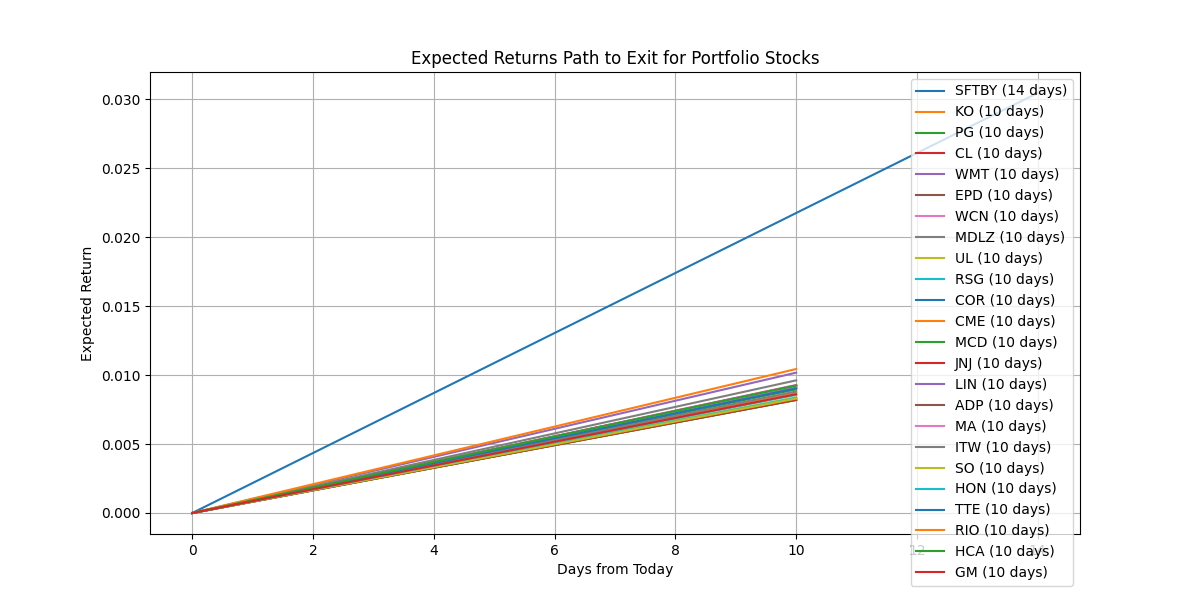 Expected Returns Path to Exit for Portfolio Stocks
Expected Return
0.030
0.025
0.020
0.015
0.010
0.005
0.000
0 2 4 6 8 10 12 14
Days from Today
SFTBY (14 days)
KO (10 days)
PG (10 days)
CL (10 days)
WMT (10 days)
EPD (10 days)
WCN (10 days)
MDLZ (10 days)
UL (10 days)
RSG (10 days)
COR (10 days)
CME (10 days)
MCD (10 days)
JNJ (10 days)
LIN (10 days)
ADP (10 days)
MA (10 days)
ITW (10 days)
SO (10 days)
HON (10 days)
TTE (10 days)
RIO (10 days)
HCA (10 days)
GM (10 days)